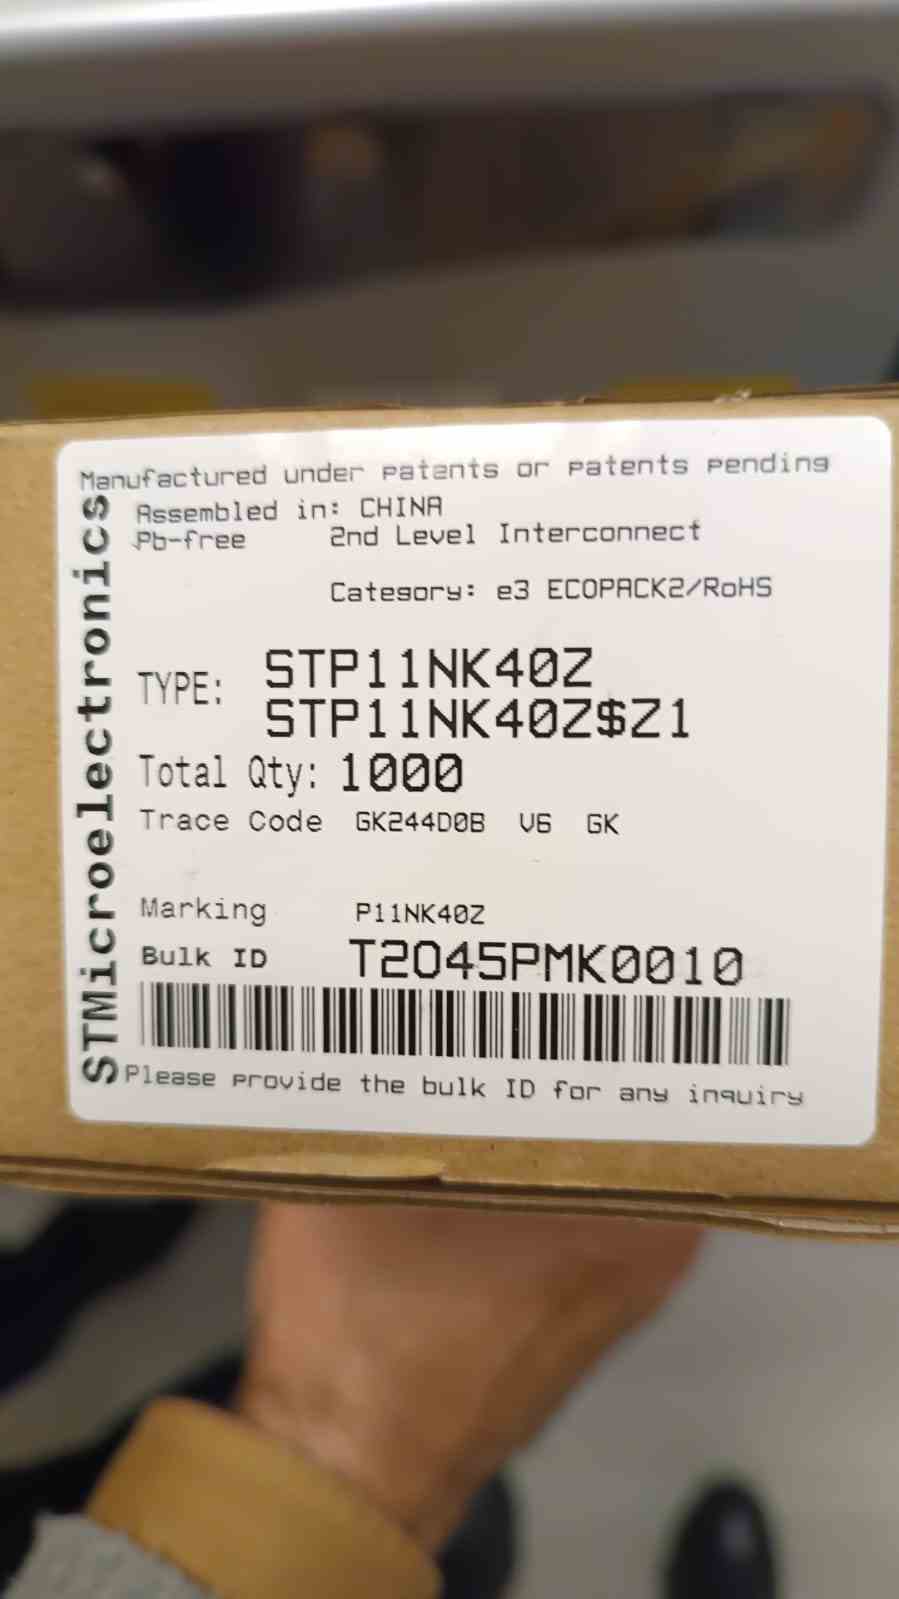 Manufactured under patents or patents pending
Assembled in: CHINA
Pb-free 2nd Level Interconnect
Category: e3 ECOPACK2/RoHS
TYPE: STP11NK40Z
STP11NK40Z$Z1
Total Qty: 1000
Trace Code GK244D0B V6 GK
Marking P11NK40Z
Bulk ID T2045PMK0010
Please provide the bulk ID for any inquiry
STMicroelectronics